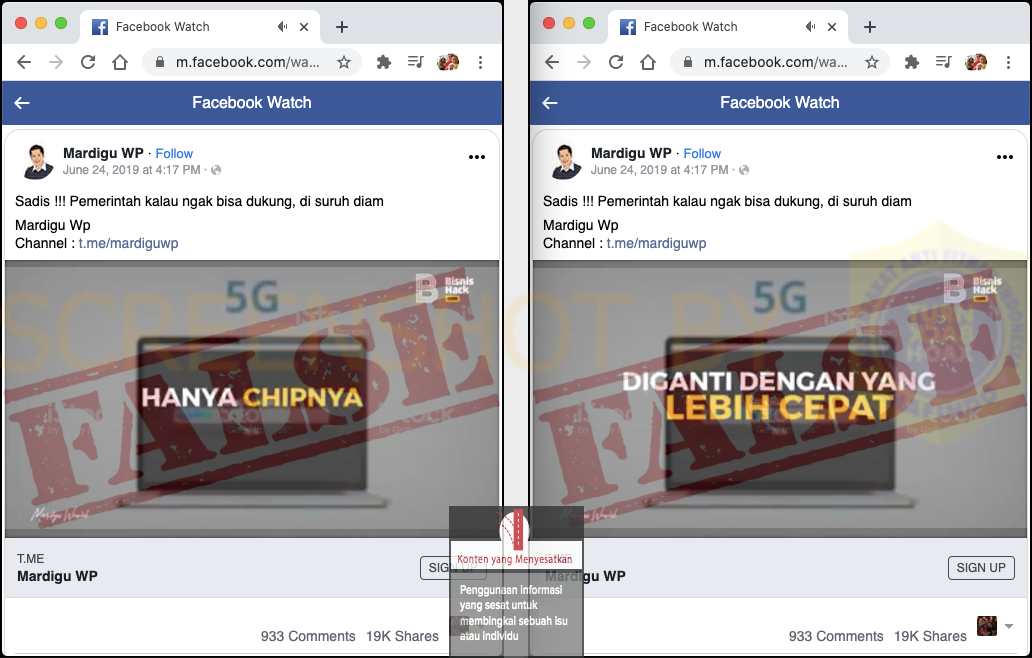 Facebook Watch
m.facebook.com/wa...
Facebook Watch
Mardigu WP · Follow
June 24, 2019 at 4:17 PM ·
Sadis !!! Pemerintah kalau ngak bisa dukung, di suruh diam
Mardigu Wp
Channel : t.me/mardiguwp
5G
Bisnis
Hack
HANYA CHIPNYA
FALSE
T.ME
Mardigu WP
933 Comments 19K Shares
Facebook Watch
m.facebook.com/wa...
Facebook Watch
Mardigu WP · Follow
June 24, 2019 at 4:17 PM ·
Sadis !!! Pemerintah kalau ngak bisa dukung, di suruh diam
Mardigu Wp
Channel : t.me/mardiguwp
5G
Bisnis
Hack
DIGANTI DENGAN YANG
LEBIH CEPAT
FALSE
Mardigu WP
SIGN UP
933 Comments 19K Shares
SCREENSHOT BY
Konten yang Menyesatkan
Penggunaan informasi
yang sesat untuk
membingkai sebuah isu
atau individu